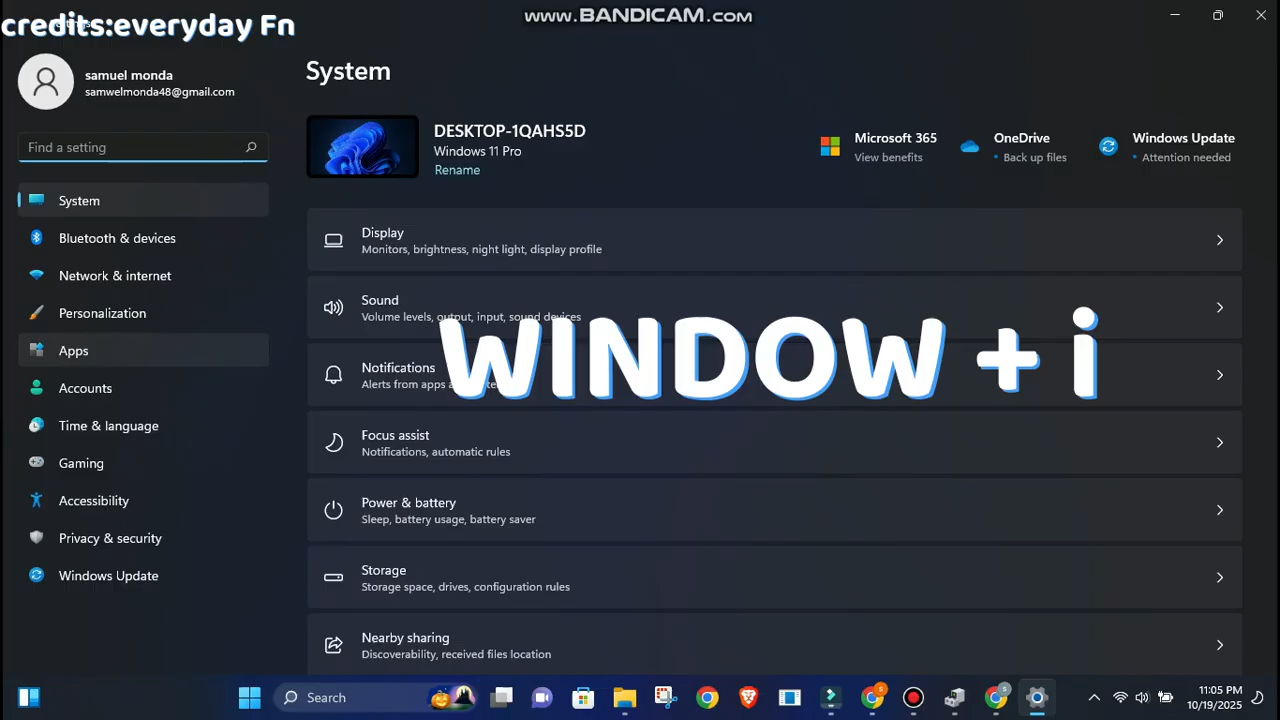 credits:everyday Fn
www.BANDICAM.com
samuel monda
samwelmonda48@gmail.com
Find a setting
System
Bluetooth & devices
Network & internet
Personalization
Apps
Accounts
Time & language
Gaming
Accessibility
Privacy & security
Windows Update
System
DESKTOP-1QAHS5D
Windows 11 Pro
Rename
Microsoft 365
View benefits
OneDrive
• Back up files
Windows Update
• Attention needed
Display
Monitors, brightness, night light, display profile
Sound
Volume levels, output, input, sound devices
WINDOW + i
Notifications
Alerts from apps
Focus assist
Notifications, automatic rules
Power & battery
Sleep, battery usage, battery saver
Storage
Storage space, drives, configuration rules
Nearby sharing
Discoverability, received files location
Search
11:05 PM
10/19/2025